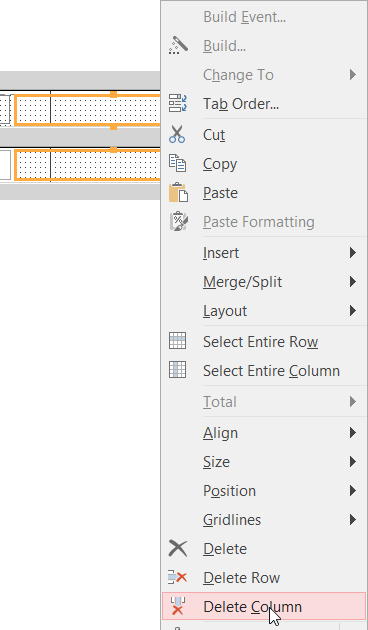 Build Event...
Build...
Change To
Tab Order...
Cut
Copy
Paste
Paste Formatting
Insert
Merge/Split
Layout
Select Entire Row
Select Entire Column
Total
Align
Size
Position
Gridlines
Delete
Delete Row
Delete Column